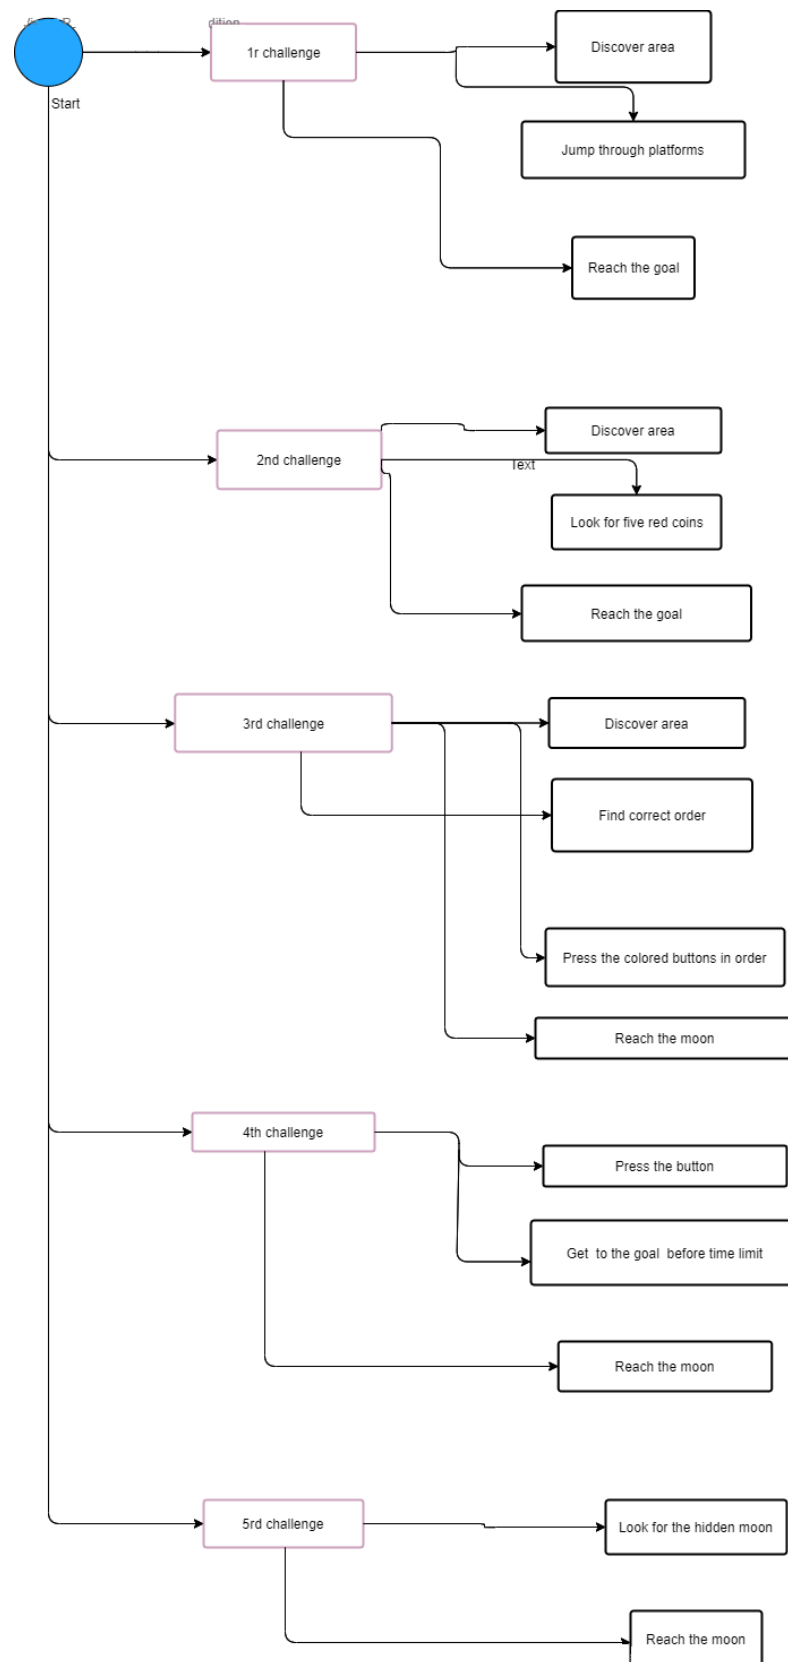 1r challenge
Discover area
Start
Jump through platforms
Reach the goal
2nd challenge
Discover area
Text
Look for five red coins
Reach the goal
3rd challenge
Discover area
Find correct order
Press the colored buttons in order
Reach the moon
4th challenge
Press the button
Get to the goal before time limit
Reach the moon
5rd challenge
Look for the hidden moon
Reach the moon